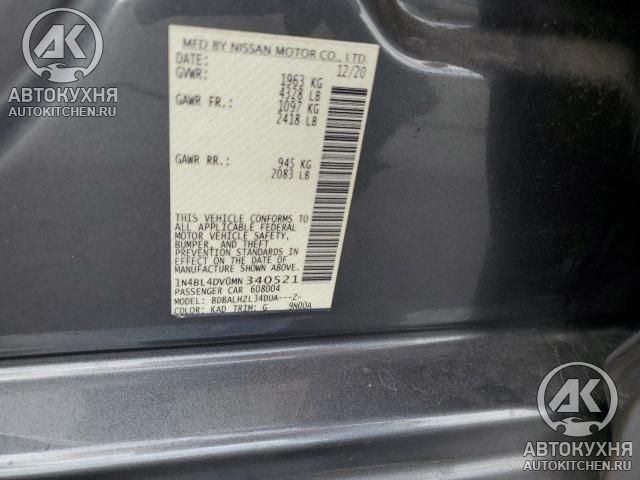 AK
АВТОКУХНЯ
AUTOKITCHEN.RU
MFD BY NISSAN MOTOR CO., LTD.
DATE: 12/20
GVWR: 1963 KG
4328 LB
GAWR FR.: 1097 KG
2418 LB
GAWR RR.: 945 KG
2083 LB
THIS VEHICLE CONFORMS TO
ALL APPLICABLE FEDERAL
MOTOR VEHICLE SAFETY,
BUMPER, AND THEFT
PREVENTION STANDARDS IN
EFFECT ON THE DATE OF
MANUFACTURE SHOWN ABOVE.
1N4BL4DV0MN340521
PASSENGER CAR 608004
MODEL: BDBALHZL34DUA---Z-
COLOR: KAD TRIM: G 9N00A
AK
АВТОКУХНЯ
AUTOKITCHEN.RU